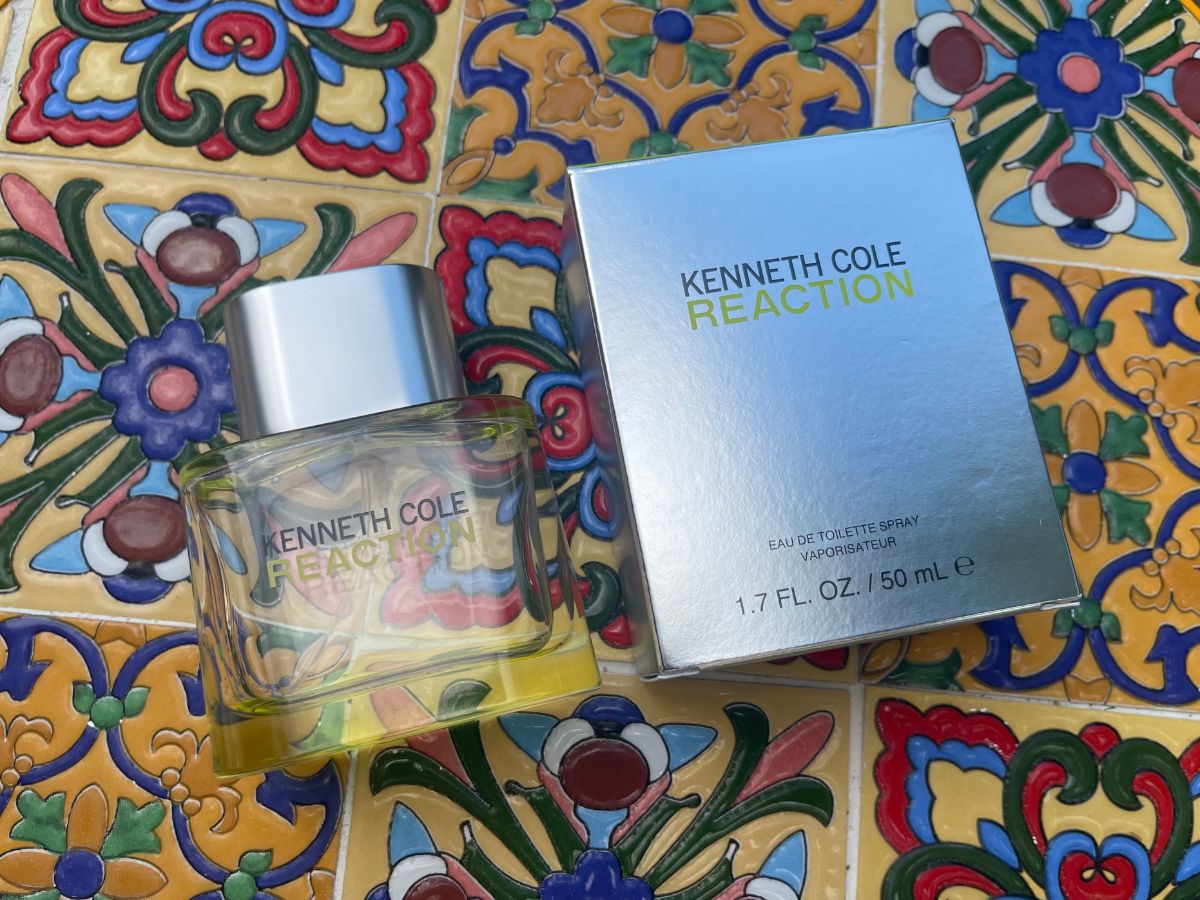 KENNETH COLE
REACTION
KENNETH COLE
REACTION
EAU DE TOILETTE SPRAY
VAPORISATEUR
1.7 FL. OZ. / 50 mL ℮